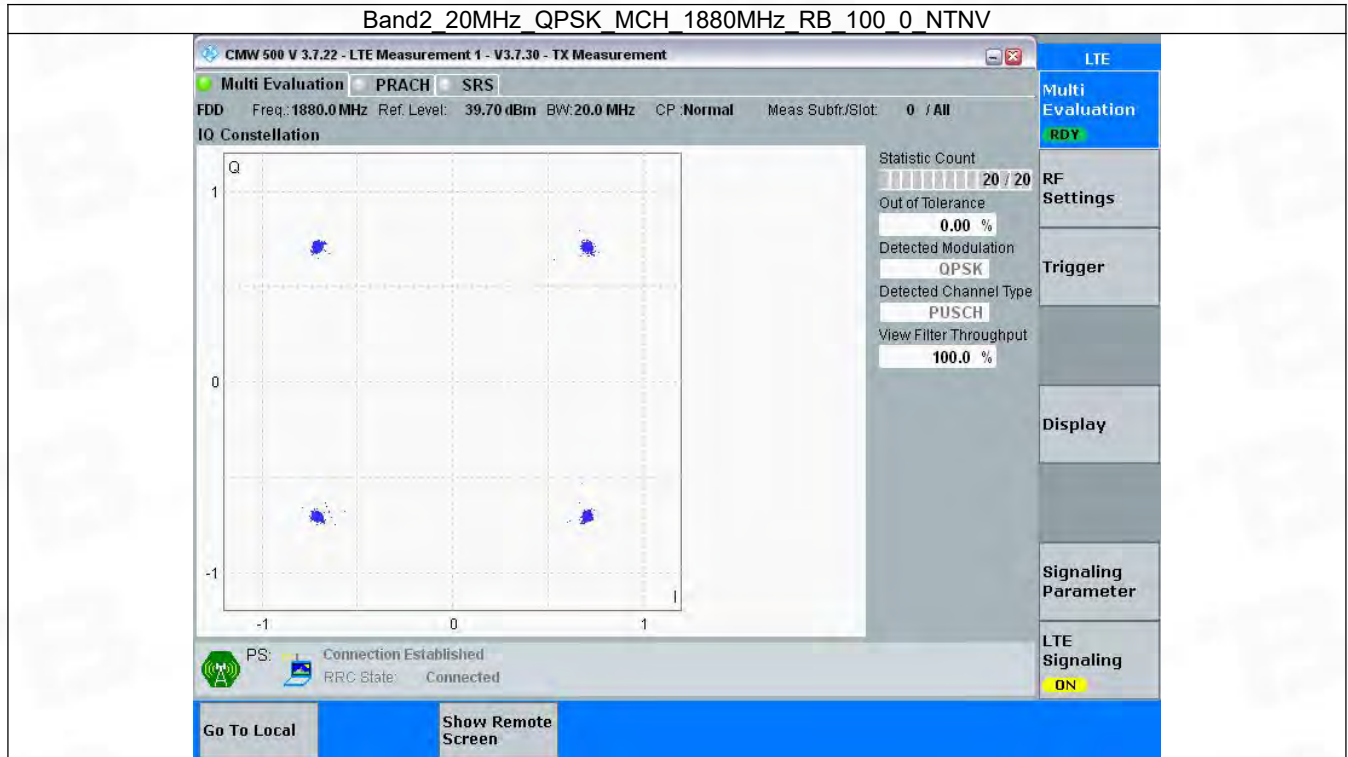 Band2_20MHz_QPSK_MCH_1880MHz_RB_100_0_NTNV
CMW 500 V 3.7.22 - LTE Measurement 1 - V3.7.30 - TX Measurement
LTE
Multi Evaluation PRACH SRS
FDD Freq.:1880.0 MHz Ref. Level: 39.70 dBm BW:20.0 MHz CP :Normal Meas Subfr./Slot: 0 / All
IQ Constellation
Q
1
0
-1
I
-1 0 1
Statistic Count
20 / 20
Out of Tolerance
0.00 %
Detected Modulation
QPSK
Detected Channel Type
PUSCH
View Filter Throughput
100.0 %
Multi
Evaluation
RDY
RF
Settings
Trigger
Display
Signaling
Parameter
LTE
Signaling
ON
PS: Connection Established
RRC State: Connected
Go To Local
Show Remote
Screen